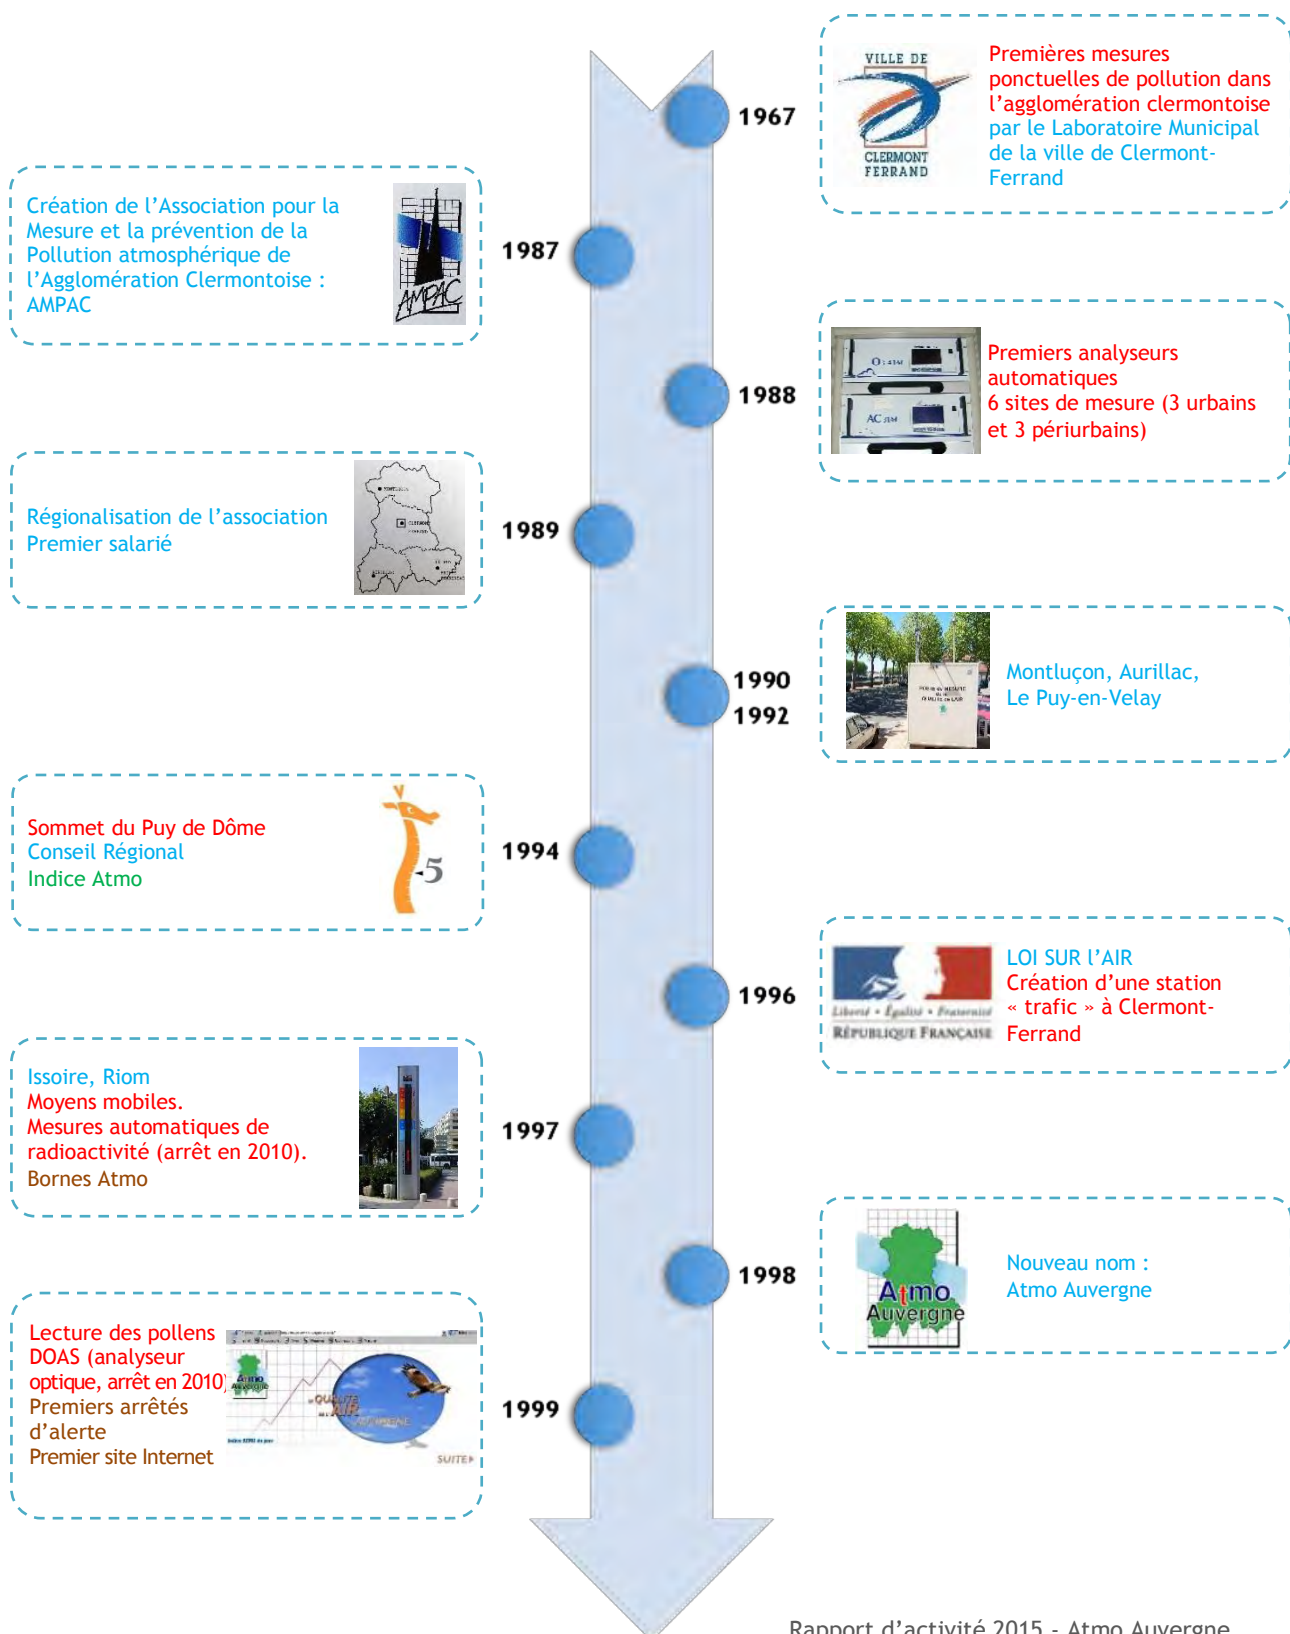 VILLE DE
CLERMONT
FERRAND
Premières mesures
ponctuelles de pollution dans
l’agglomération clermontoise
par le Laboratoire Municipal
de la ville de Clermont-
Ferrand
1967
Création de l’Association pour la
Mesure et la prévention de la
Pollution atmosphérique de
l’Agglomération Clermontoise :
AMPAC
AMPAC
1987
1988
Premiers analyseurs
automatiques
6 sites de mesure (3 urbains
et 3 périurbains)
Régionalisation de l’association
Premier salarié
1989
1990
1992
Montluçon, Aurillac,
Le Puy-en-Velay
Sommet du Puy de Dôme
Conseil Régional
Indice Atmo
5
1994
1996
Liberté • Égalité • Fraternité
RÉPUBLIQUE FRANÇAISE
LOI SUR l’AIR
Création d’une station
« trafic » à Clermont-
Ferrand
Issoire, Riom
Moyens mobiles.
Mesures automatiques de
radioactivité (arrêt en 2010).
Bornes Atmo
1997
1998
Atmo
Auvergne
Nouveau nom :
Atmo Auvergne
Lecture des pollens
DOAS (analyseur
optique, arrêt en 2010)
Premiers arrêtés
d’alerte
Premier site Internet
Atmo
Auvergne
QUALITE
AIR
SUITE
1999
Rapport d’activité 2015 - Atmo Auvergne